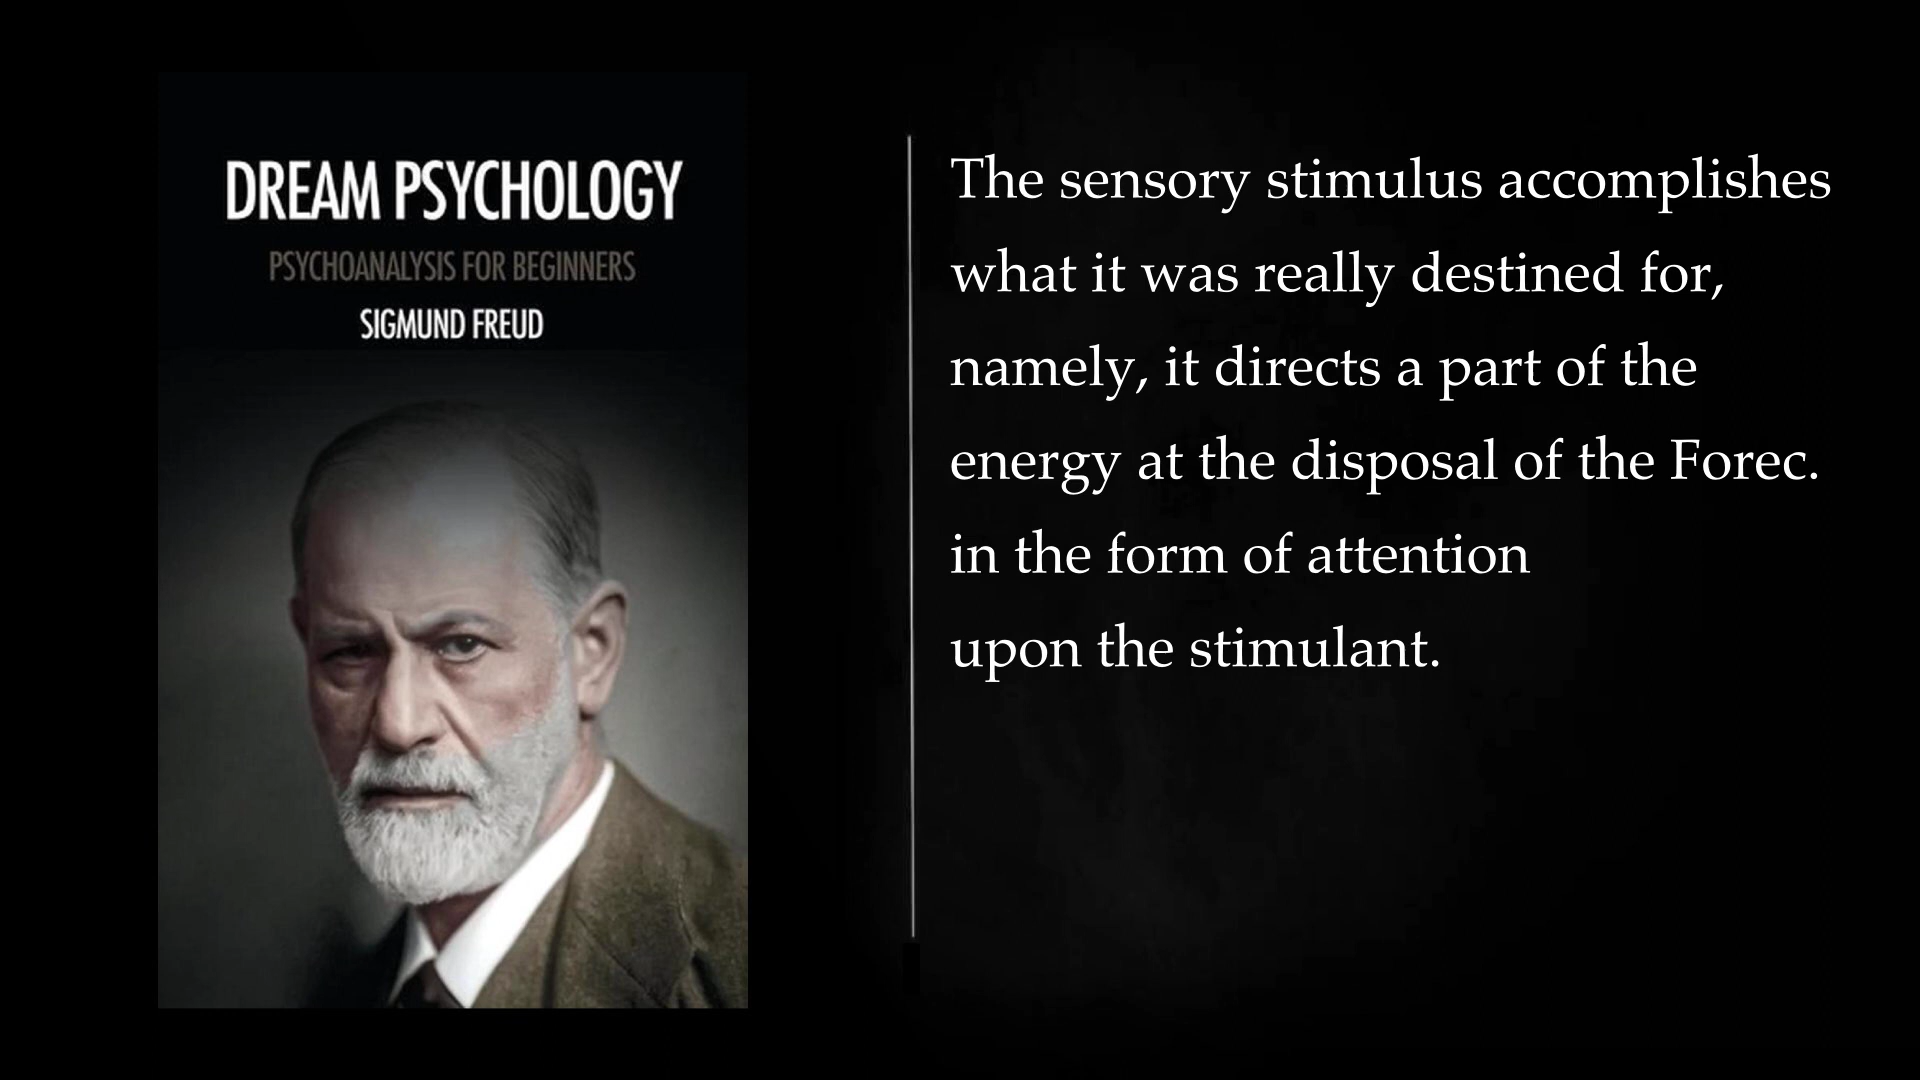 DREAM PSYCHOLOGY
PSYCHOANALYSIS FOR BEGINNERS
SIGMUND FREUD
The sensory stimulus accomplishes
what it was really destined for,
namely, it directs a part of the
energy at the disposal of the Forec.
in the form of attention
upon the stimulant.